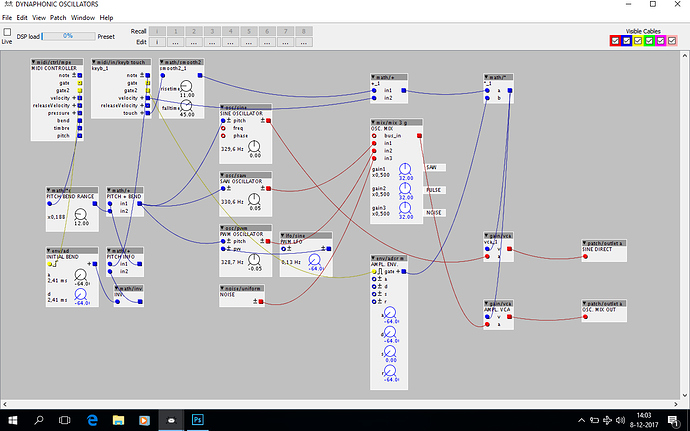 DYNAPHONIC OSCILLATORS
File Edit View Patch Window Help
Live
DSP load
0%
Preset
Recall
Edit
i 1 2 3 4 5 6 7 8
i ... ... ... ... ... ... ... ...
Visible Cables
midi/ctrl/mpe
MIDI CONTROLLER
note
gate
gate2
velocity
releaseVelocity
pressure
bend
timbre
pitch
midi/in/keyb touch
keyb_1
note
gate
gate2
velocity
releaseVelocity
touch
math/smooth2
smooth2_1
risetime
11.00
falltime
45.00
osc/sine
SINE OSCILLATOR
pitch
freq
phase
329,6 Hz
0.00
osc/saw
SAW OSCILLATOR
pitch
330,6 Hz
0.05
osc/pwm
PWM OSCILLATOR
pitch
pw
328,7 Hz
-0.05
lfo/sine
PWM LFO
0,13 Hz
-64.0
noise/uniform
NOISE
PITCH BEND RANGE
x0,188
12.00
math/+
PITCH + BEND
in1
in2
env/ad
INITIAL BEND
a
2,41 ms
-64.0
d
2,41 ms
-64.0
math/+
PITCH INFO
in1
in2
math/inv
INV
math/+
+_1
in1
in2
math/*
*_1
a
b
mix/mix 3 g
OSC. MIX
bus_in
in1
in2
in3
gain1
x0,500
32.00
gain2
x0,500
32.00
gain3
x0,500
32.00
SAW
PULSE
NOISE
env/adsr m
AMPL. ENV.
gate
a
d
s
r
a
-64.0
d
-64.0
s
0.00
r
-64.0
gain/vca
v
a
gain/vca
AMPL. VCA
v
a
patch/outlet a
SINE DIRECT
patch/outlet a
OSC. MIX OUT
14:03
8-12-2017